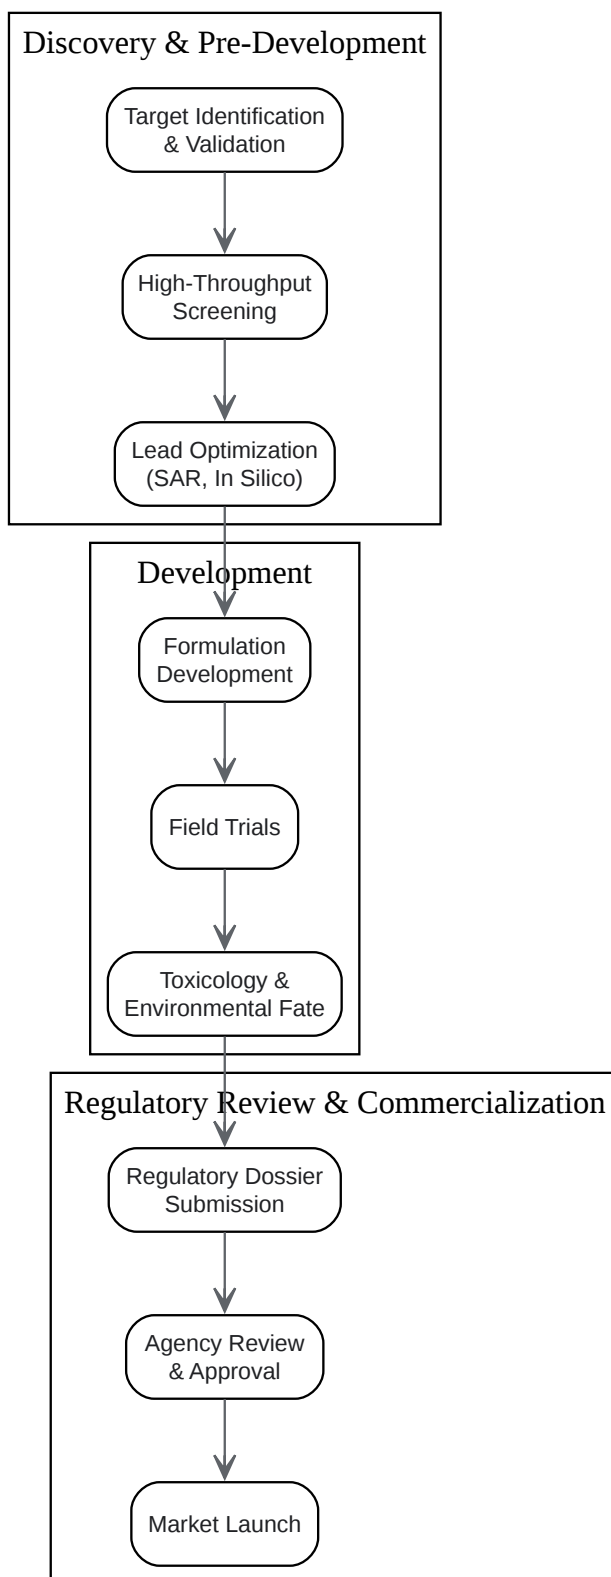 Discovery & Pre-Development
Target Identification
& Validation
High-Throughput
Screening
Lead Optimization
(SAR, In Silico)
Development
Formulation
Development
Field Trials
Toxicology &
Environmental Fate
Regulatory Review & Commercialization
Regulatory Dossier
Submission
Agency Review
& Approval
Market Launch